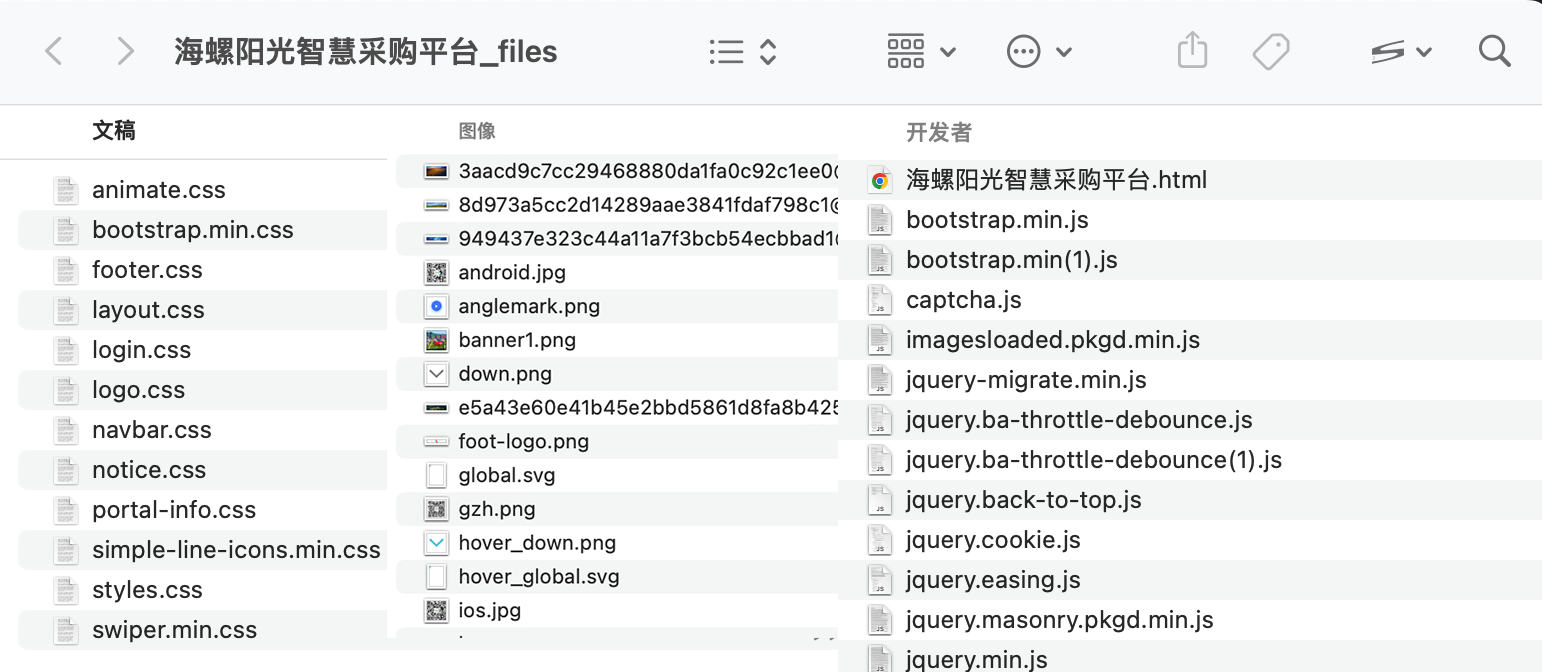 海螺阳光智慧采购平台_files
文稿
animate.css
bootstrap.min.css
footer.css
layout.css
login.css
logo.css
navbar.css
notice.css
portal-info.css
simple-line-icons.min.css
styles.css
swiper.min.css
图像
3aacd9c7cc29468880da1fa0c92c1ee0
8d973a5cc2d14289aae3841fdaf798c1
949437e323c44a11a7f3bcb54ecbbad1
android.jpg
anglemark.png
banner1.png
down.png
e5a43e60e41b45e2bbd5861d8fa8b425
foot-logo.png
global.svg
gzh.png
hover_down.png
hover_global.svg
ios.jpg
开发者
海螺阳光智慧采购平台.html
bootstrap.min.js
bootstrap.min(1).js
captcha.js
imagesloaded.pkgd.min.js
jquery-migrate.min.js
jquery.ba-throttle-debounce.js
jquery.ba-throttle-debounce(1).js
jquery.back-to-top.js
jquery.cookie.js
jquery.easing.js
jquery.masonry.pkgd.min.js
jquery.min.js